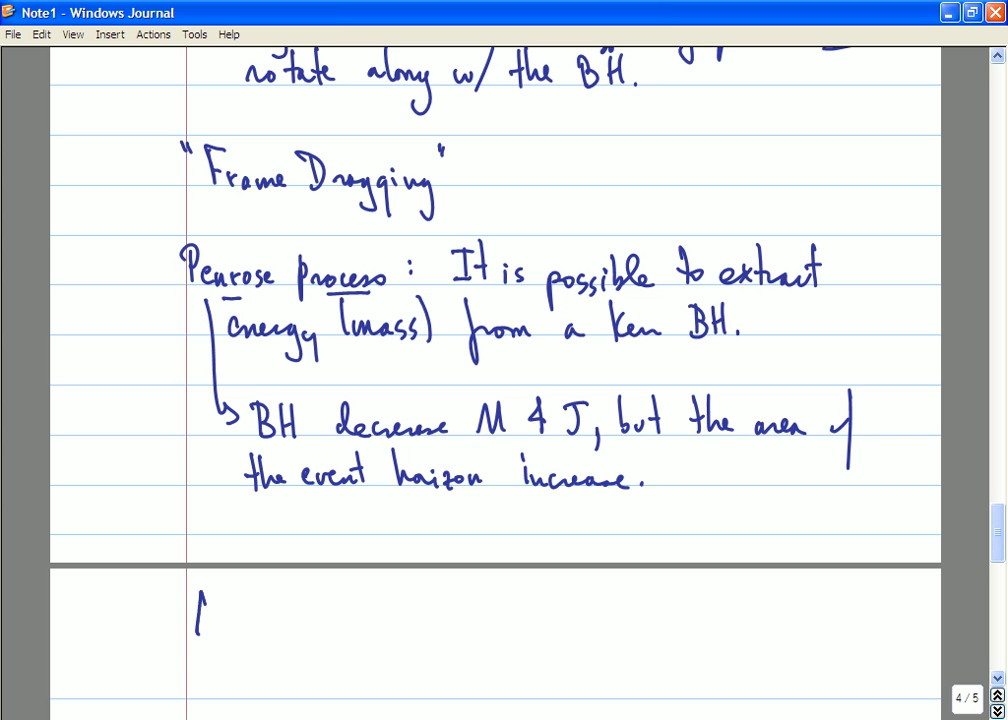 Note1 - Windows Journal
File Edit View Insert Actions Tools Help
rotate along w/ the BH.
"Frame Dragging"
Penrose process : It is possible to extract
energy (mass) from a Kerr BH.
BH decrease M & J, but the area of
the event horizon increase.
4 / 5